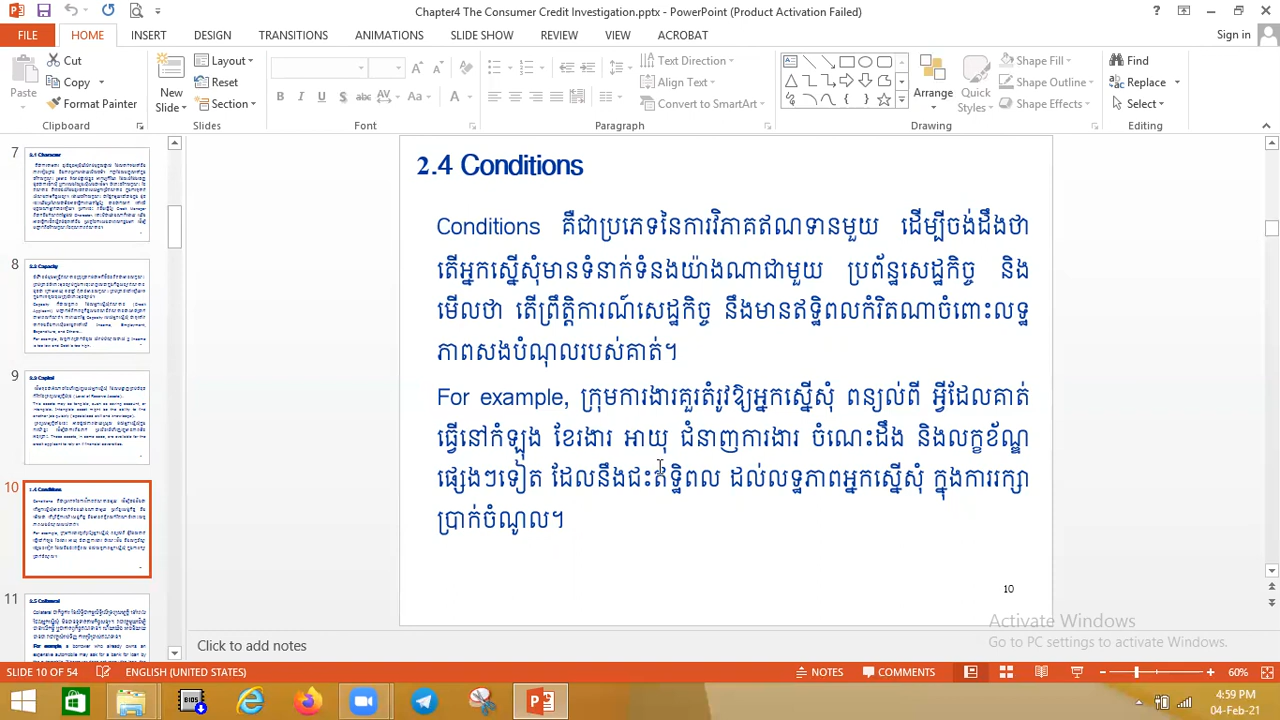 Chapter4 The Consumer Credit Investigation.pptx - PowerPoint (Product Activation Failed)
FILE HOME INSERT DESIGN TRANSITIONS ANIMATIONS SLIDE SHOW REVIEW VIEW ACROBAT Sign in
Paste Cut Copy Format Painter Clipboard
New Slide Layout Reset Section Slides
Font
Text Direction Align Text Convert to SmartArt Paragraph
Arrange Quick Styles Shape Fill Shape Outline Shape Effects Drawing
Find Replace Select Editing
7
8
9
10
11
2.4 Conditions
Conditions គឺជាប្រភេទនៃការវិភាគឥណទានមួយ ដើម្បីចង់ដឹងថា
តើអ្នកស្នើសុំមានទំនាក់ទំនងយ៉ាងណាជាមួយ ប្រព័ន្ធសេដ្ឋកិច្ច និង
មើលថា តើព្រឹត្តិការណ៍សេដ្ឋកិច្ច នឹងមានឥទ្ធិពលកំរិតណាចំពោះលទ្ធ
ភាពសងបំណុលរបស់គាត់។
For example, ក្រុមការងារគួរតំរូវឱ្យអ្នកស្នើសុំ ពន្យល់ពី អ្វីដែលគាត់
ធ្វើនៅកំឡុង ខែរងារ អាយុ ជំនាញការងារ ចំណេះដឹង និងលក្ខខ័ណ្ឌ
ផ្សេងៗទៀត ដែលនឹងជះឥទ្ធិពល ដល់លទ្ឋភាពអ្នកស្នើសុំ ក្នុងការរក្សា
ប្រាក់ចំណូល។
10
Activate Windows
Go to PC settings to activate Windows.
Click to add notes
SLIDE 10 OF 54 ENGLISH (UNITED STATES) NOTES COMMENTS 60%
4:59 PM
04-Feb-21